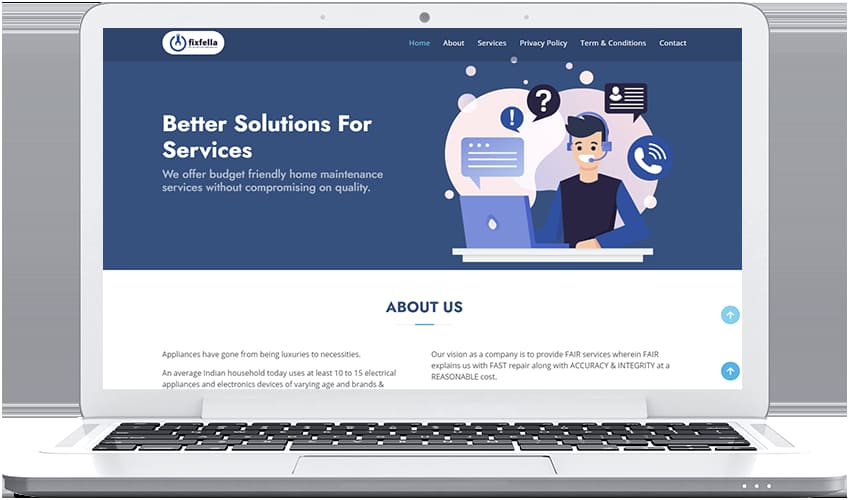 fixfella
Home About Services Privacy Policy Term & Conditions Contact
Better Solutions For
Services
We offer budget friendly home maintenance
services without compromising on quality.
!
?
ABOUT US
Appliances have gone from being luxuries to necessities.
An average Indian household today uses at least 10 to 15 electrical
appliances and electronics devices of varying age and brands &
Our vision as a company is to provide FAIR services wherein FAIR
explains us with FAST repair along with ACCURACY & INTEGRITY at a
REASONABLE cost.